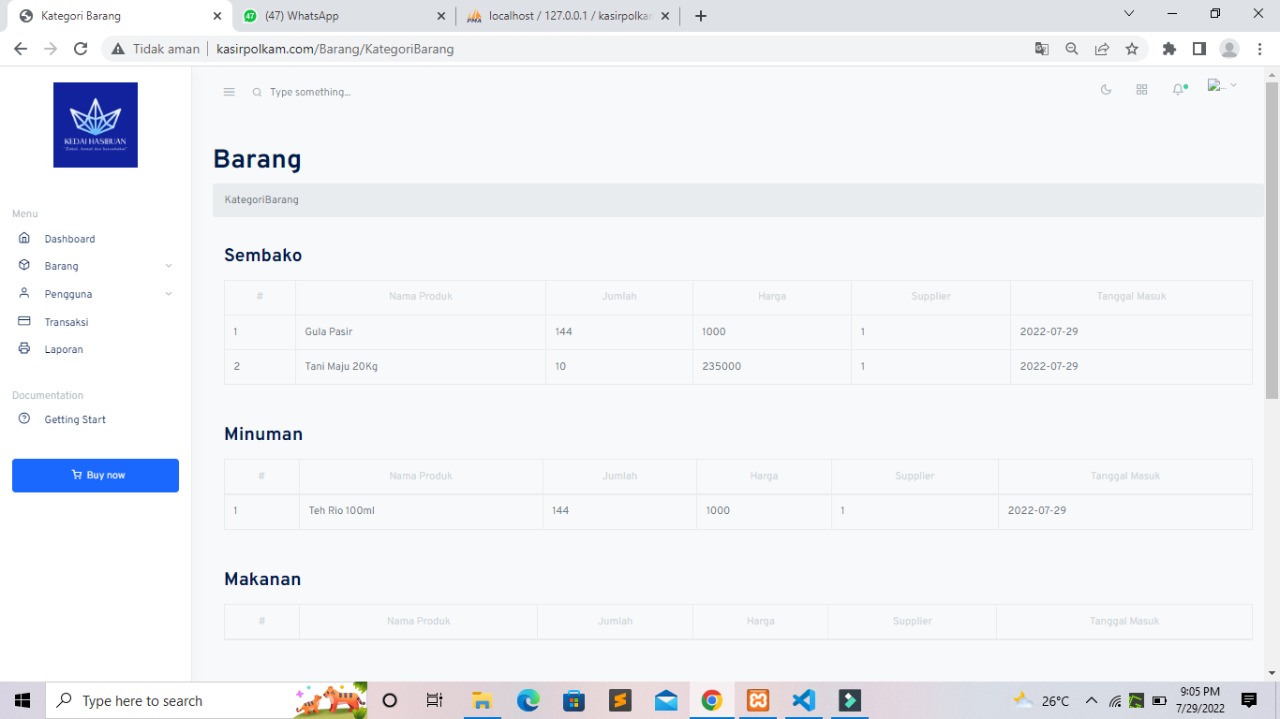 Kategori Barang
(47) WhatsApp
localhost / 127.0.0.1 / kasirpolkam
Tidak aman
kasirpolkam.com/Barang/KategoriBarang
KEDAI HASIBUAN
Type something...
Barang
KategoriBarang
Menu
Dashboard
Barang
Pengguna
Transaksi
Laporan
Documentation
Getting Start
Buy now
Sembako
# Nama Produk Jumlah Harga Supplier Tanggal Masuk
1 Gula Pasir 144 1000 1 2022-07-29
2 Tani Maju 20Kg 10 235000 1 2022-07-29
Minuman
# Nama Produk Jumlah Harga Supplier Tanggal Masuk
1 Teh Rio 100ml 144 1000 1 2022-07-29
Makanan
# Nama Produk Jumlah Harga Supplier Tanggal Masuk
Type here to search
26°C
9:05 PM
7/29/2022